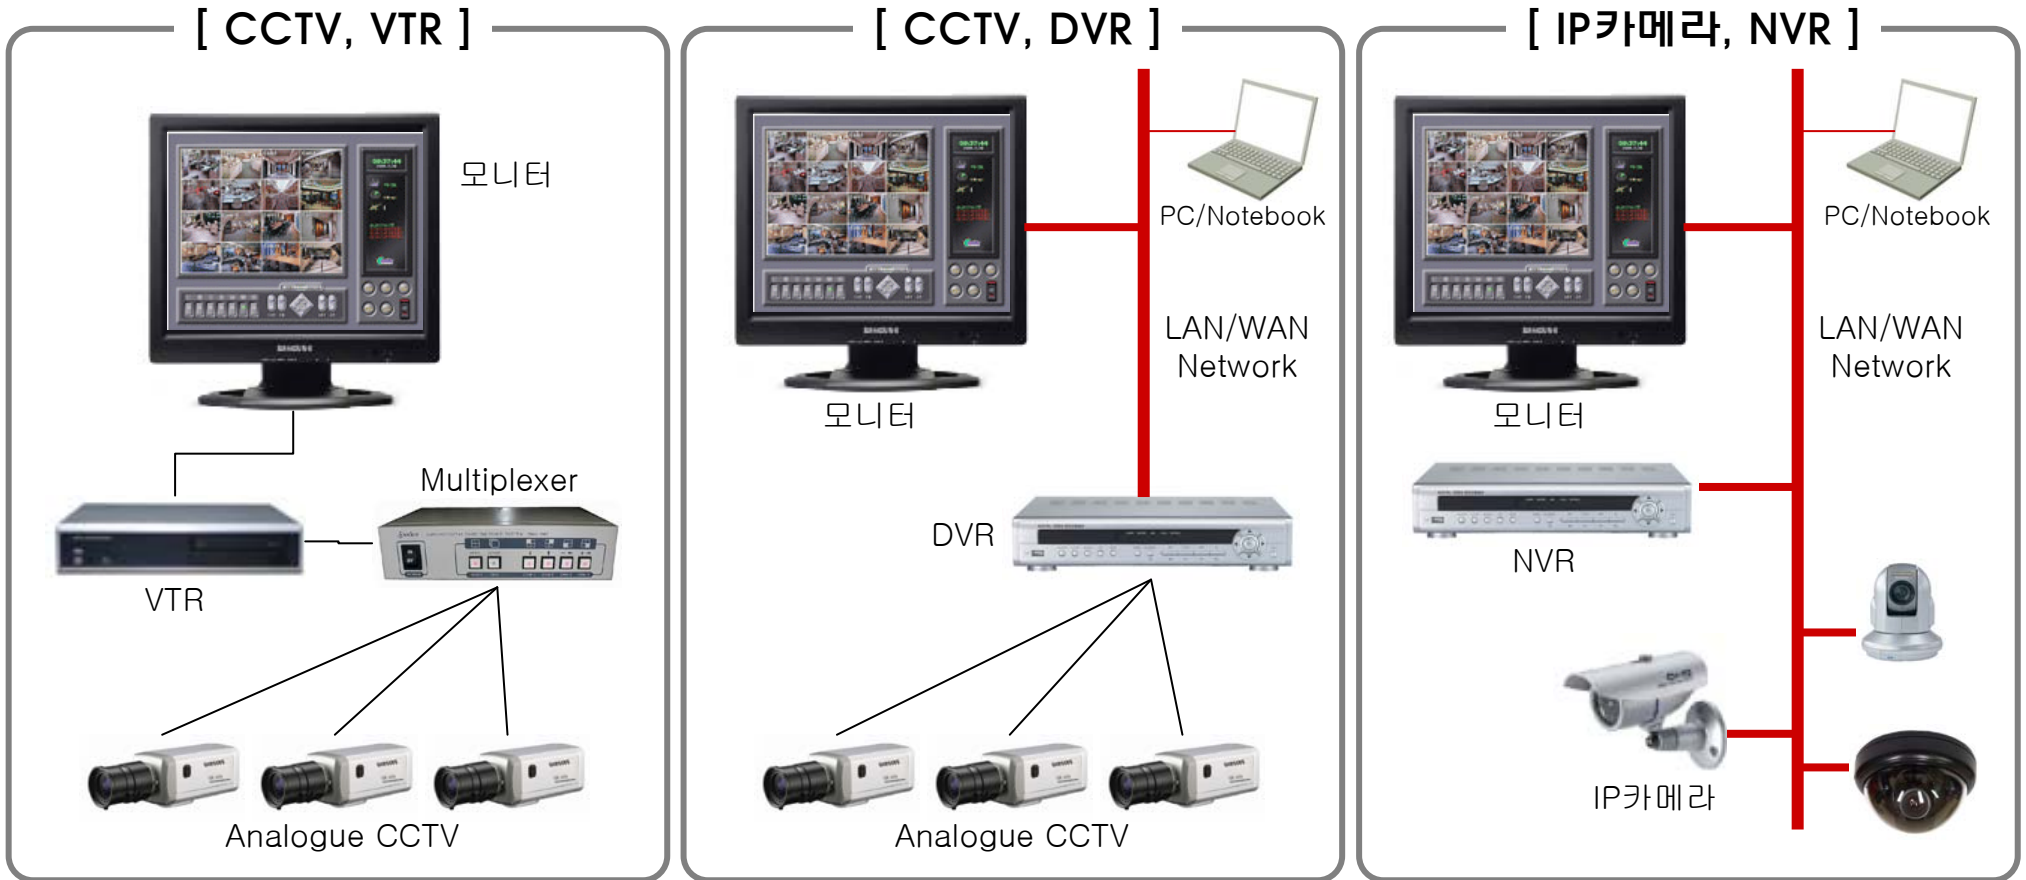 [ CCTV, VTR ]
모니터
Multiplexer
VTR
Analogue CCTV
[ CCTV, DVR ]
PC/Notebook
LAN/WAN
Network
모니터
DVR
Analogue CCTV
[ IP카메라, NVR ]
PC/Notebook
LAN/WAN
Network
모니터
NVR
IP카메라